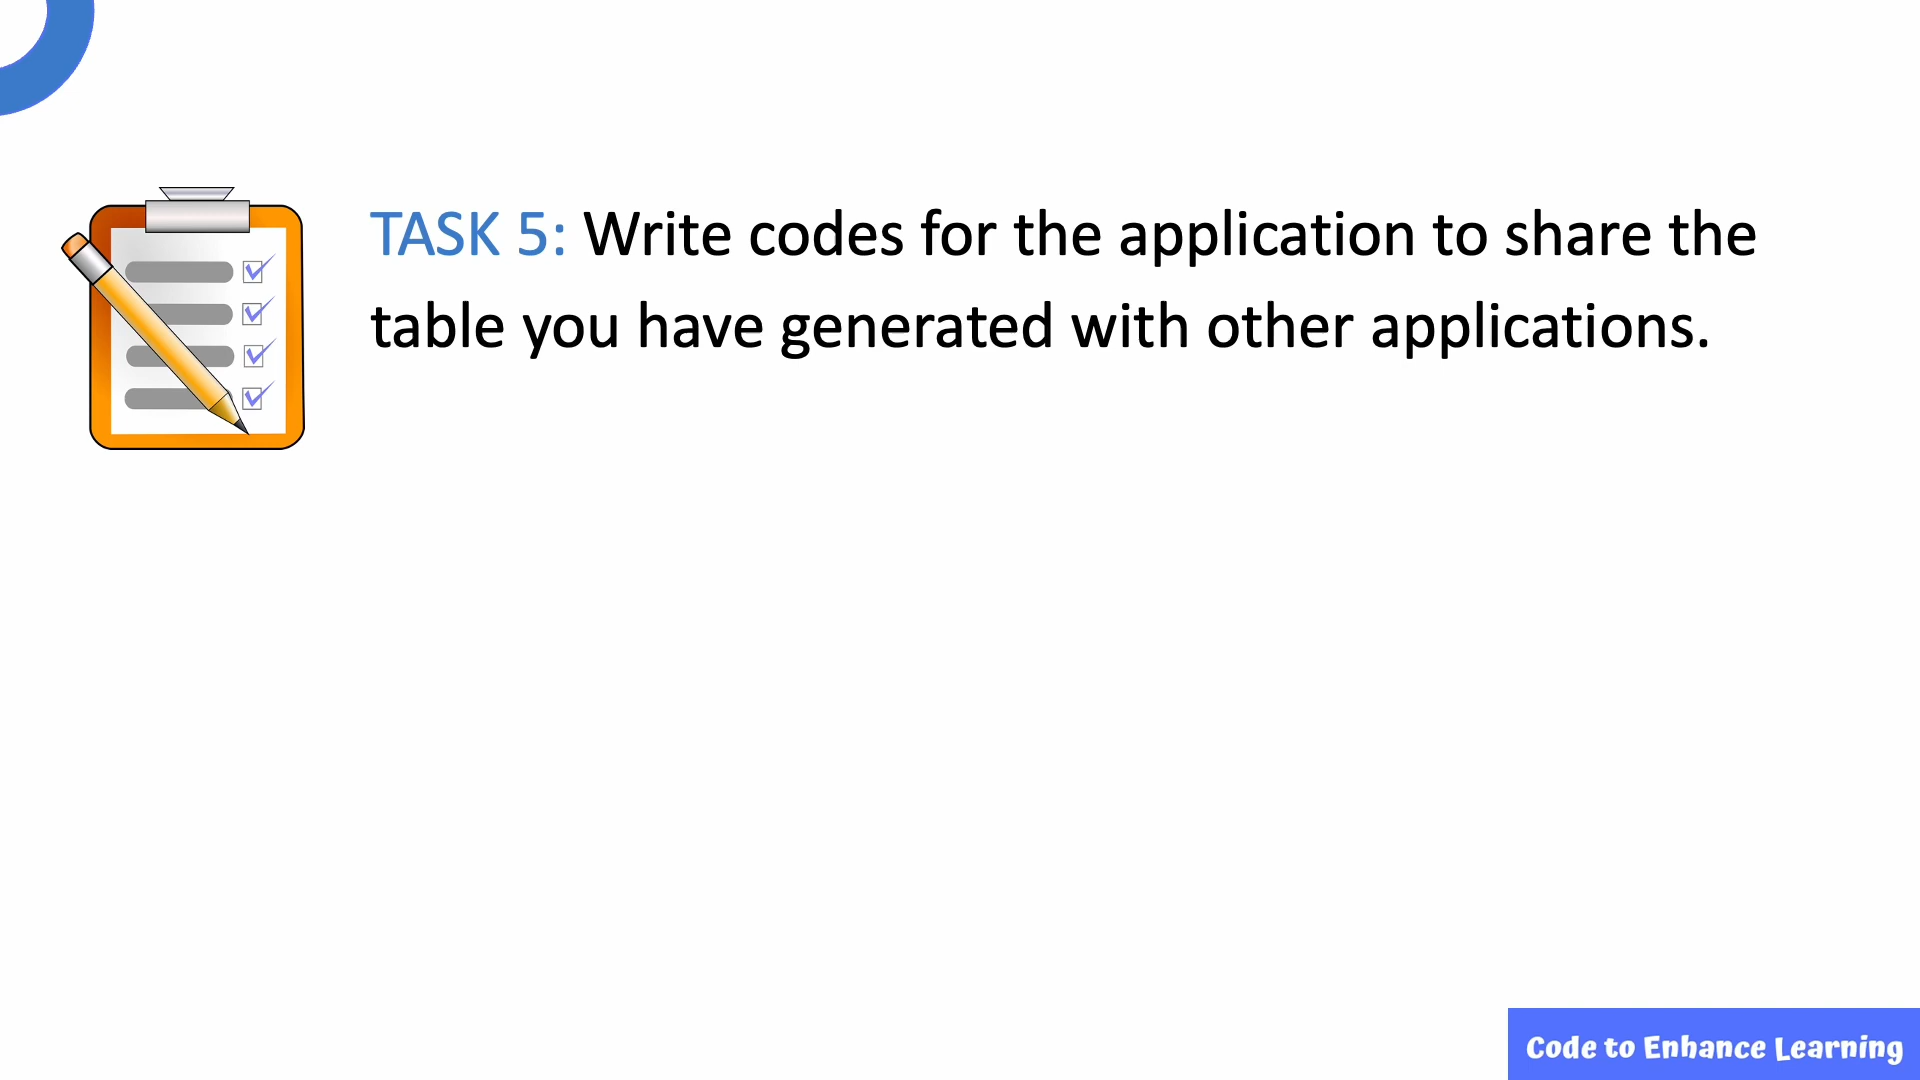 TASK 5: Write codes for the application to share the
table you have generated with other applications.
Code to Enhance Learning